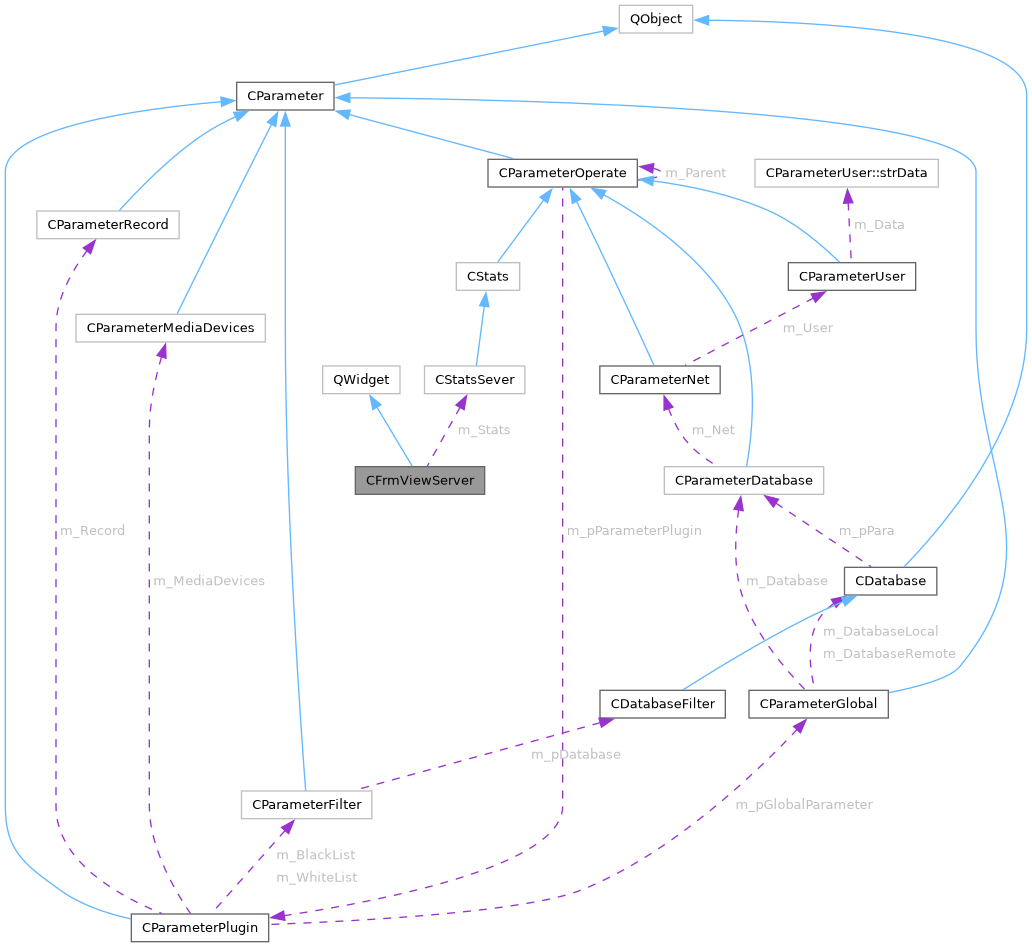 QObject
CParameter
CParameterOperate
m_Parent
CParameterUser::strData
CParameterRecord
m_Data
CStats
CParameterUser
CParameterMediaDevices
m_User
QWidget
CStatsSever
CParameterNet
m_Stats
m_Net
CFrmViewServer
CParameterDatabase
m_Record
m_pParameterPlugin
m_pPara
m_MediaDevices
m_Database
CDatabase
m_DatabaseLocal
m_DatabaseRemote
CDatabaseFilter
CParameterGlobal
m_pDatabase
CParameterFilter
m_pGlobalParameter
m_BlackList
m_WhiteList
CParameterPlugin